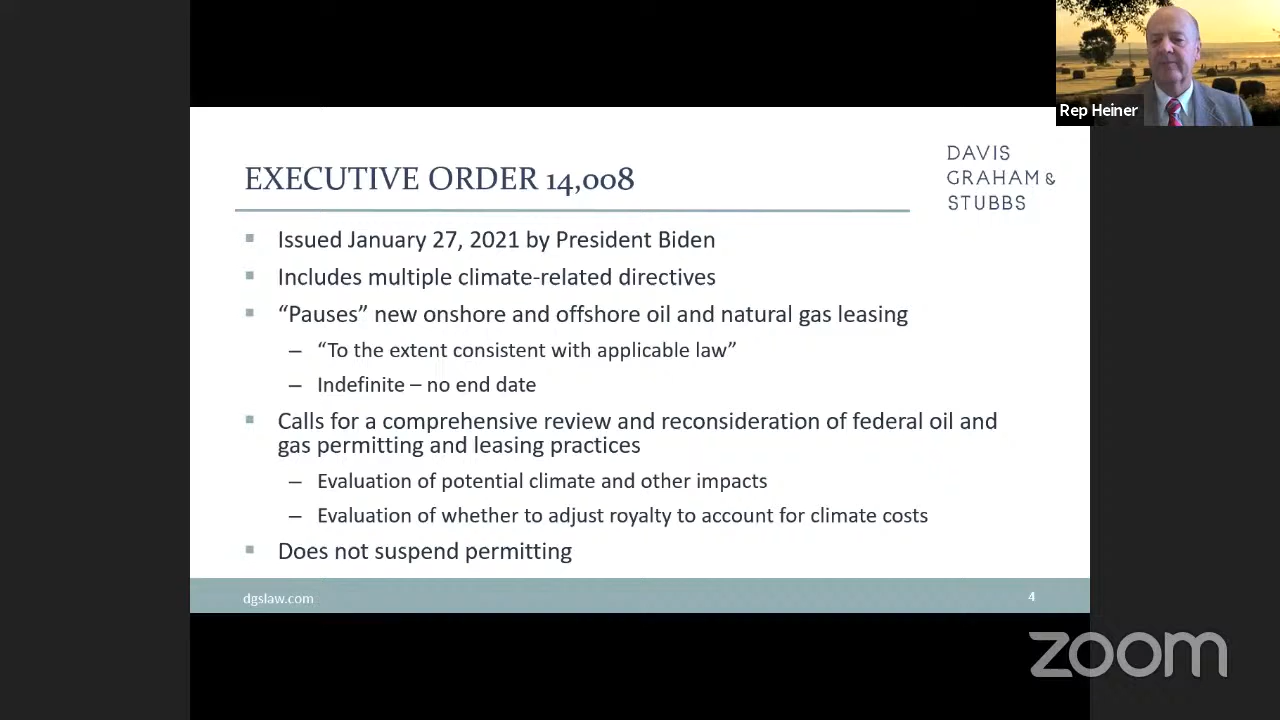 Rep Heiner
DAVIS
GRAHAM &
STUBBS
EXECUTIVE ORDER 14,008
Issued January 27, 2021 by President Biden
Includes multiple climate-related directives
“Pauses” new onshore and offshore oil and natural gas leasing
– “To the extent consistent with applicable law”
– Indefinite – no end date
Calls for a comprehensive review and reconsideration of federal oil and
gas permitting and leasing practices
– Evaluation of potential climate and other impacts
– Evaluation of whether to adjust royalty to account for climate costs
Does not suspend permitting
dgslaw.com
4
zoom